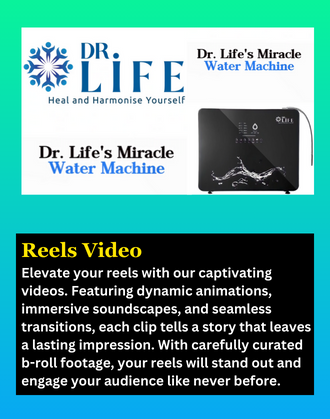 DR.
LIFE
Heal and Harmonise Yourself
Dr. Life's Miracle
Water Machine
Dr. Life's Miracle
Water Machine
LIFE
Reels Video
Elevate your reels with our captivating
videos. Featuring dynamic animations,
immersive soundscapes, and seamless
transitions, each clip tells a story that leaves
a lasting impression. With carefully curated
b-roll footage, your reels will stand out and
engage your audience like never before.